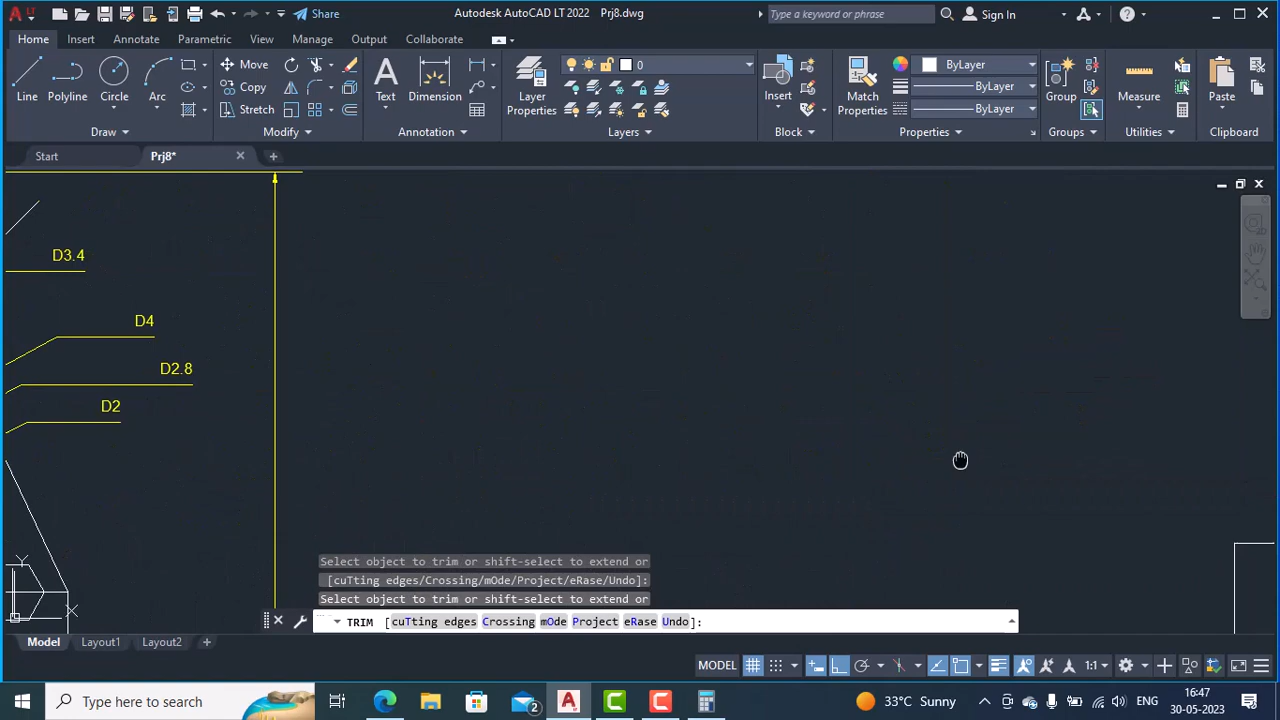 LT
Share
Autodesk AutoCAD LT 2022 Prj8.dwg
Type a keyword or phrase
Sign In
Home Insert Annotate Parametric View Manage Output Collaborate
Line Polyline Circle Arc
Draw
Move
Copy
Stretch
Modify
Text Dimension
Annotation
Layer Properties
0
Layers
Insert
Block
Match Properties
ByLayer
ByLayer
ByLayer
Properties
Group
Groups
Measure
Utilities
Paste
Clipboard
Start Prj8*
D3.4
D4
D2.8
D2
Y
X
Select object to trim or shift-select to extend or
[cuTting edges/Crossing/mOde/Project/eRase/Undo]:
Select object to trim or shift-select to extend or
TRIM [cuTting edges Crossing mOde Project eRase Undo]:
Model Layout1 Layout2
MODEL
1:1
Type here to search
2
33°C Sunny
ENG
16:47
30-05-2023